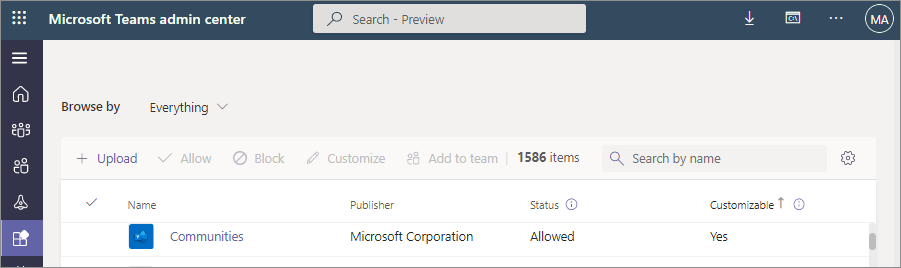 Microsoft Teams admin center Search - Preview C:\ ... MA
Browse by Everything
+ Upload Allow Block Customize Add to team | 1586 items Search by name
Name Publisher Status Customizable ↑
Communities Microsoft Corporation Allowed Yes